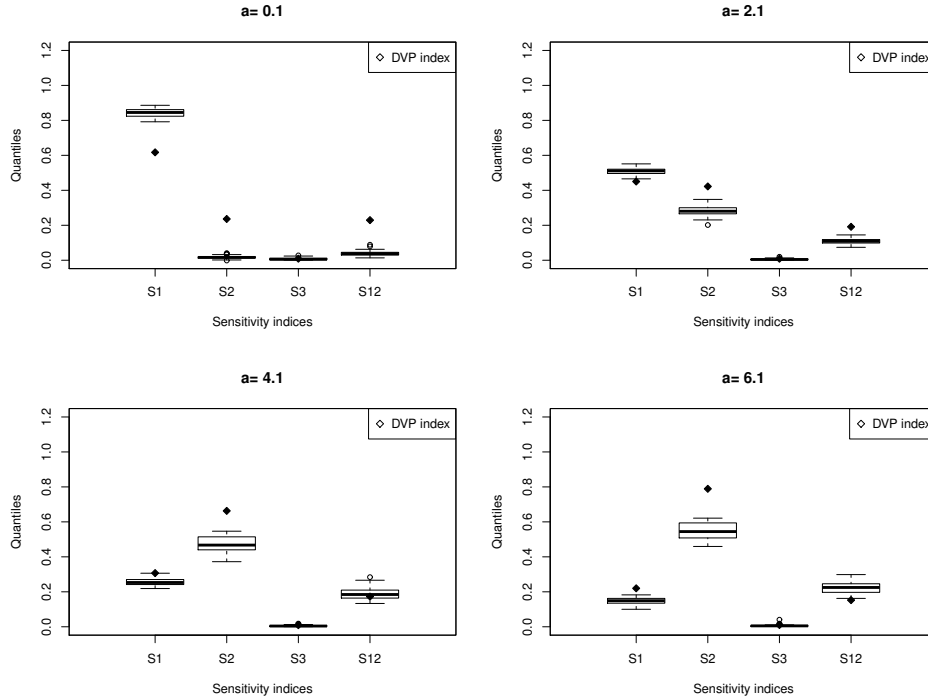 a= 0.1
1.2
1.0
0.8
0.6
0.4
0.2
0.0
Quantiles
DVP index
S1 S2 S3 S12
Sensitivity indices
a= 2.1
1.2
1.0
0.8
0.6
0.4
0.2
0.0
Quantiles
DVP index
S1 S2 S3 S12
Sensitivity indices
a= 4.1
1.2
1.0
0.8
0.6
0.4
0.2
0.0
Quantiles
DVP index
S1 S2 S3 S12
Sensitivity indices
a= 6.1
1.2
1.0
0.8
0.6
0.4
0.2
0.0
Quantiles
DVP index
S1 S2 S3 S12
Sensitivity indices